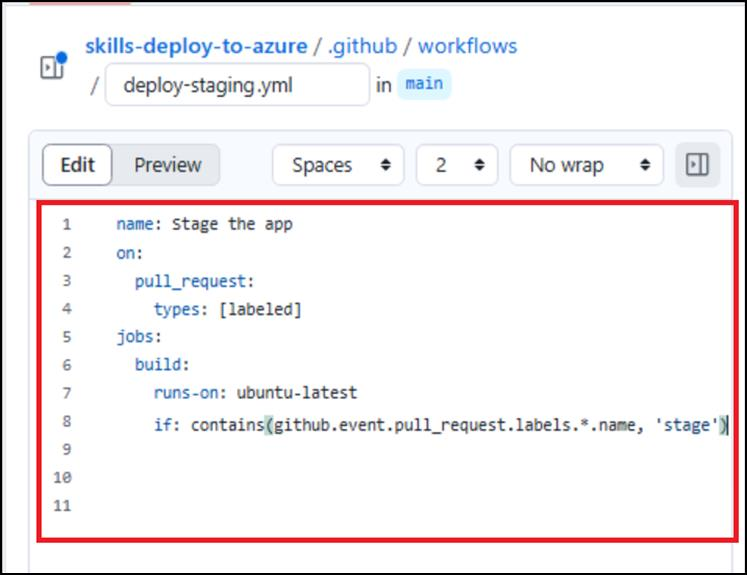 skills-deploy-to-azure / .github / workflows
/ deploy-staging.yml in main
Edit Preview Spaces 2 No wrap
1 name: Stage the app
2 on:
3 pull_request:
4 types: [labeled]
5 jobs:
6 build:
7 runs-on: ubuntu-latest
8 if: contains(github.event.pull_request.labels.*.name, 'stage')
9
10
11